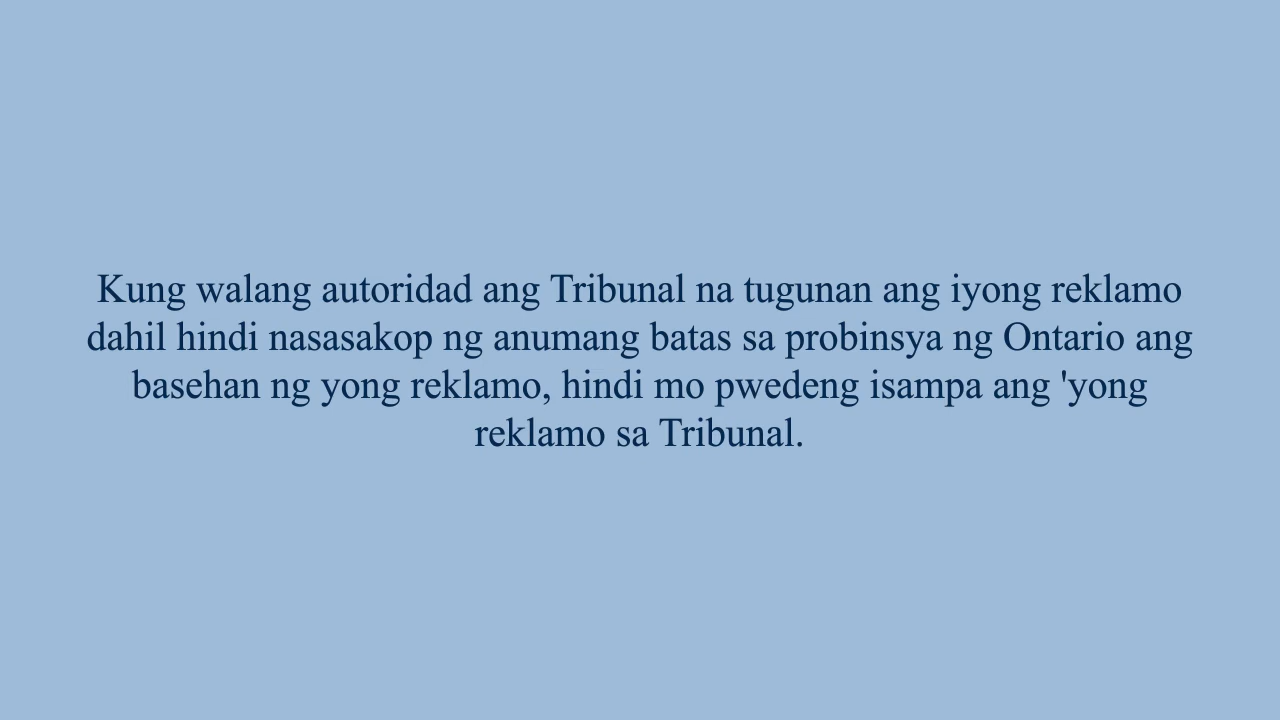 Kung walang autoridad ang Tribunal na tugunan ang iyong reklamo
dahil hindi nasasakop ng anumang batas sa probinsya ng Ontario ang
basehan ng yong reklamo, hindi mo pwedeng isampa ang 'yong
reklamo sa Tribunal.